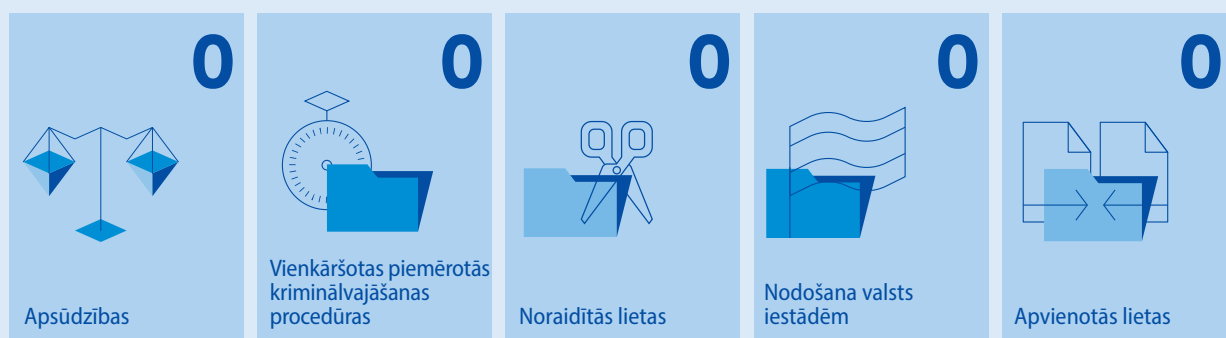 0
Apsūdzības
0
Vienkāršotas piemērotās
kriminālvajāšanas
procedūras
0
Noraidītās lietas
0
Nodošana valsts
iestādēm
0
Apvienotās lietas